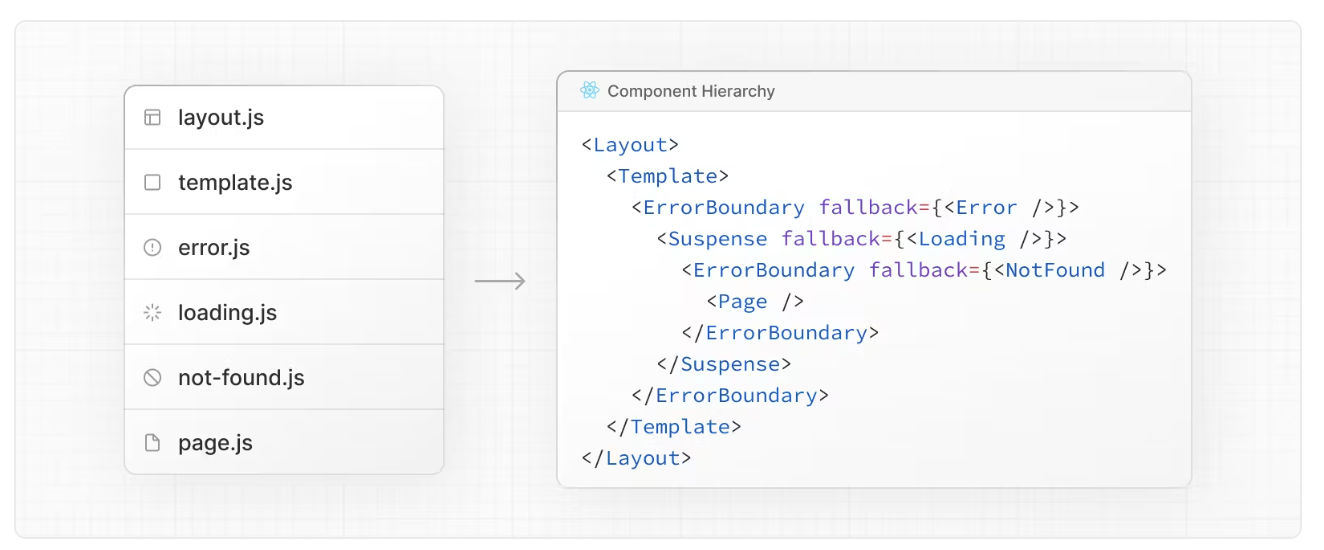 layout.js
template.js
error.js
loading.js
not-found.js
page.js
Component Hierarchy
<Layout>
  <Template>
    <ErrorBoundary fallback={<Error />}>
      <Suspense fallback={<Loading />}>
        <ErrorBoundary fallback={<NotFound />}>
          <Page />
        </ErrorBoundary>
      </Suspense>
    </ErrorBoundary>
  </Template>
</Layout>